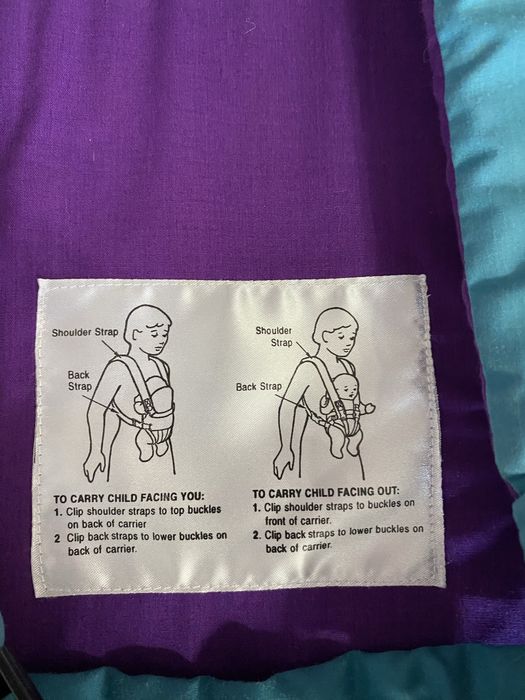 Shoulder Strap
Back
Strap
TO CARRY CHILD FACING YOU:
1. Clip shoulder straps to top buckles
on back of carrier
2 Clip back straps to lower buckles on
back of carrier.
Shoulder
Strap
Back Strap
TO CARRY CHILD FACING OUT:
1. Clip shoulder straps to buckles on
front of carrier.
2. Clip back straps to lower buckles on
back of carrier.